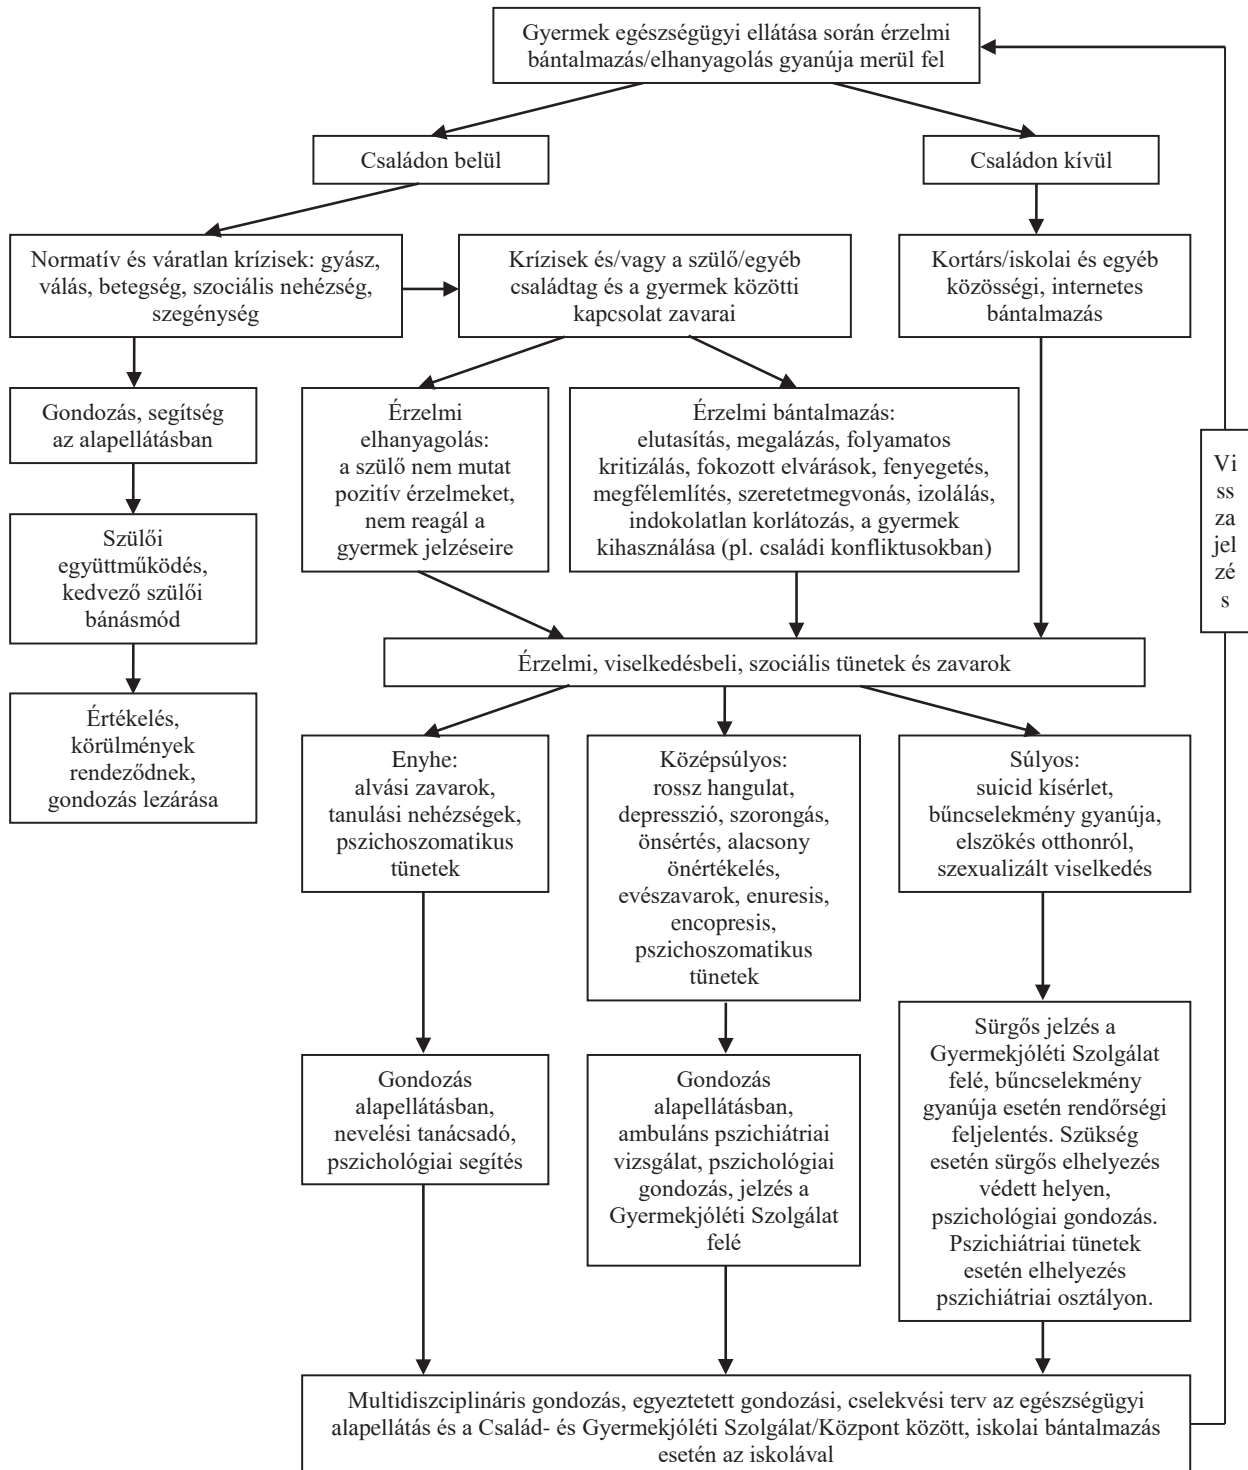 Gyermek egészségügyi ellátása során érzelmi
bántalmazás/elhanyagolás gyanúja merül fel
Családon belül
Családon kívül
Normatív és váratlan krízisek: gyász,
válás, betegség, szociális nehézség,
szegénység
Krízisek és/vagy a szülő/egyéb
családtag és a gyermek közötti
kapcsolat zavarai
Kortárs/iskolai és egyéb
közösségi, internetes
bántalmazás
Gondozás, segítség
az alapellátásban
Érzelmi
elhanyagolás:
a szülő nem mutat
pozitív érzelmeket,
nem reagál a
gyermek jelzéseire
Érzelmi bántalmazás:
elutasítás, megalázás, folyamatos
kritizálás, fokozott elvárások, fenyegetés,
megfélemlítés, szeretetmegvonás, izolálás,
indokolatlan korlátozás, a gyermek
kihasználása (pl. családi konfliktusokban)
Vi
ss
za
jel
zé
s
Szülői
együttműködés,
kedvező szülői
bánásmód
Érzelmi, viselkedésbeli, szociális tünetek és zavarok
Értékelés,
körülmények
rendeződnek,
gondozás lezárása
Enyhe:
alvási zavarok,
tanulási nehézségek,
pszichoszomatikus
tünetek
Középsúlyos:
rossz hangulat,
depresszió, szorongás,
önsértés, alacsony
önértékelés,
evészavarok, enuresis,
encopresis,
pszichoszomatikus
tünetek
Súlyos:
suicid kísérlet,
bűncselekmény gyanúja,
elszökés otthonról,
szexualizált viselkedés
Gondozás
alapellátásban,
nevelési tanácsadó,
pszichológiai segítés
Gondozás
alapellátásban,
ambuláns pszichiátriai
vizsgálat, pszichológiai
gondozás, jelzés a
Gyermekjóléti Szolgálat
felé
Sürgős jelzés a
Gyermekjóléti Szolgálat
felé, bűncselekmény
gyanúja esetén rendőrségi
feljelentés. Szükség
esetén sürgős elhelyezés
védett helyen,
pszichológiai gondozás.
Pszichiátriai tünetek
esetén elhelyezés
pszichiátriai osztályon.
Multidiszciplináris gondozás, egyeztetett gondozási, cselekvési terv az egészségügyi
alapellátás és a Család- és Gyermekjóléti Szolgálat/Központ között, iskolai bántalmazás
esetén az iskolával